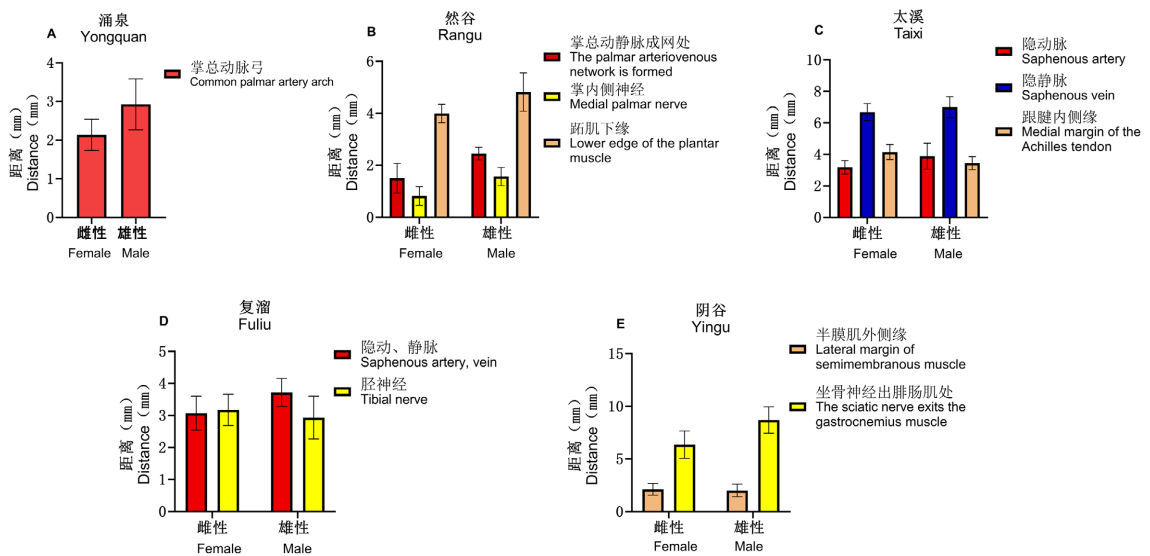 A
涌泉
Yongquan
距离（mm）
Distance（mm）
4
3
2
1
0
雌性
雄性
Female
Male
掌总动脉弓
Common palmar artery arch
B
然谷
Rangu
距离（mm）
Distance（mm）
6
4
2
0
雌性
雄性
Female
Male
掌总动静脉成网处
The palmar arteriovenous
network is formed
掌内侧神经
Medial palmar nerve
跖肌下缘
Lower edge of the plantar
muscle
C
太溪
Taixi
距离（mm）
Distance（mm）
10
8
6
4
2
0
雌性
雄性
Female
Male
隐动脉
Saphenous artery
隐静脉
Saphenous vein
跟腱内侧缘
Medial margin of the
Achilles tendon
D
复溜
Fuliu
距离（mm）
Distance（mm）
5
4
3
2
1
0
雌性
雄性
Female
Male
隐动、静脉
Saphenous artery, vein
胫神经
Tibial nerve
E
阴谷
Yingu
距离（mm）
Distance（mm）
15
10
5
0
雌性
雄性
Female
Male
半膜肌外侧缘
Lateral margin of
semimembranous muscle
坐骨神经出腓肠肌处
The sciatic nerve exits the
gastrocnemius muscle